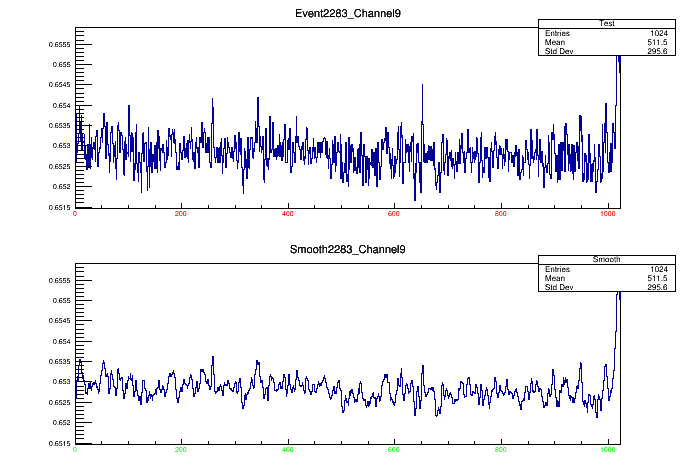 Event2283_Channel9
Test
Entries 1024
Mean 511.5
Std Dev 295.6
0.6555
0.655
0.6545
0.654
0.6535
0.653
0.6525
0.652
0.6515
0 200 400 600 800 1000
Smooth2283_Channel9
Smooth
Entries 1024
Mean 511.5
Std Dev 295.6
0.6555
0.655
0.6545
0.654
0.6535
0.653
0.6525
0.652
0.6515
0 200 400 600 800 1000